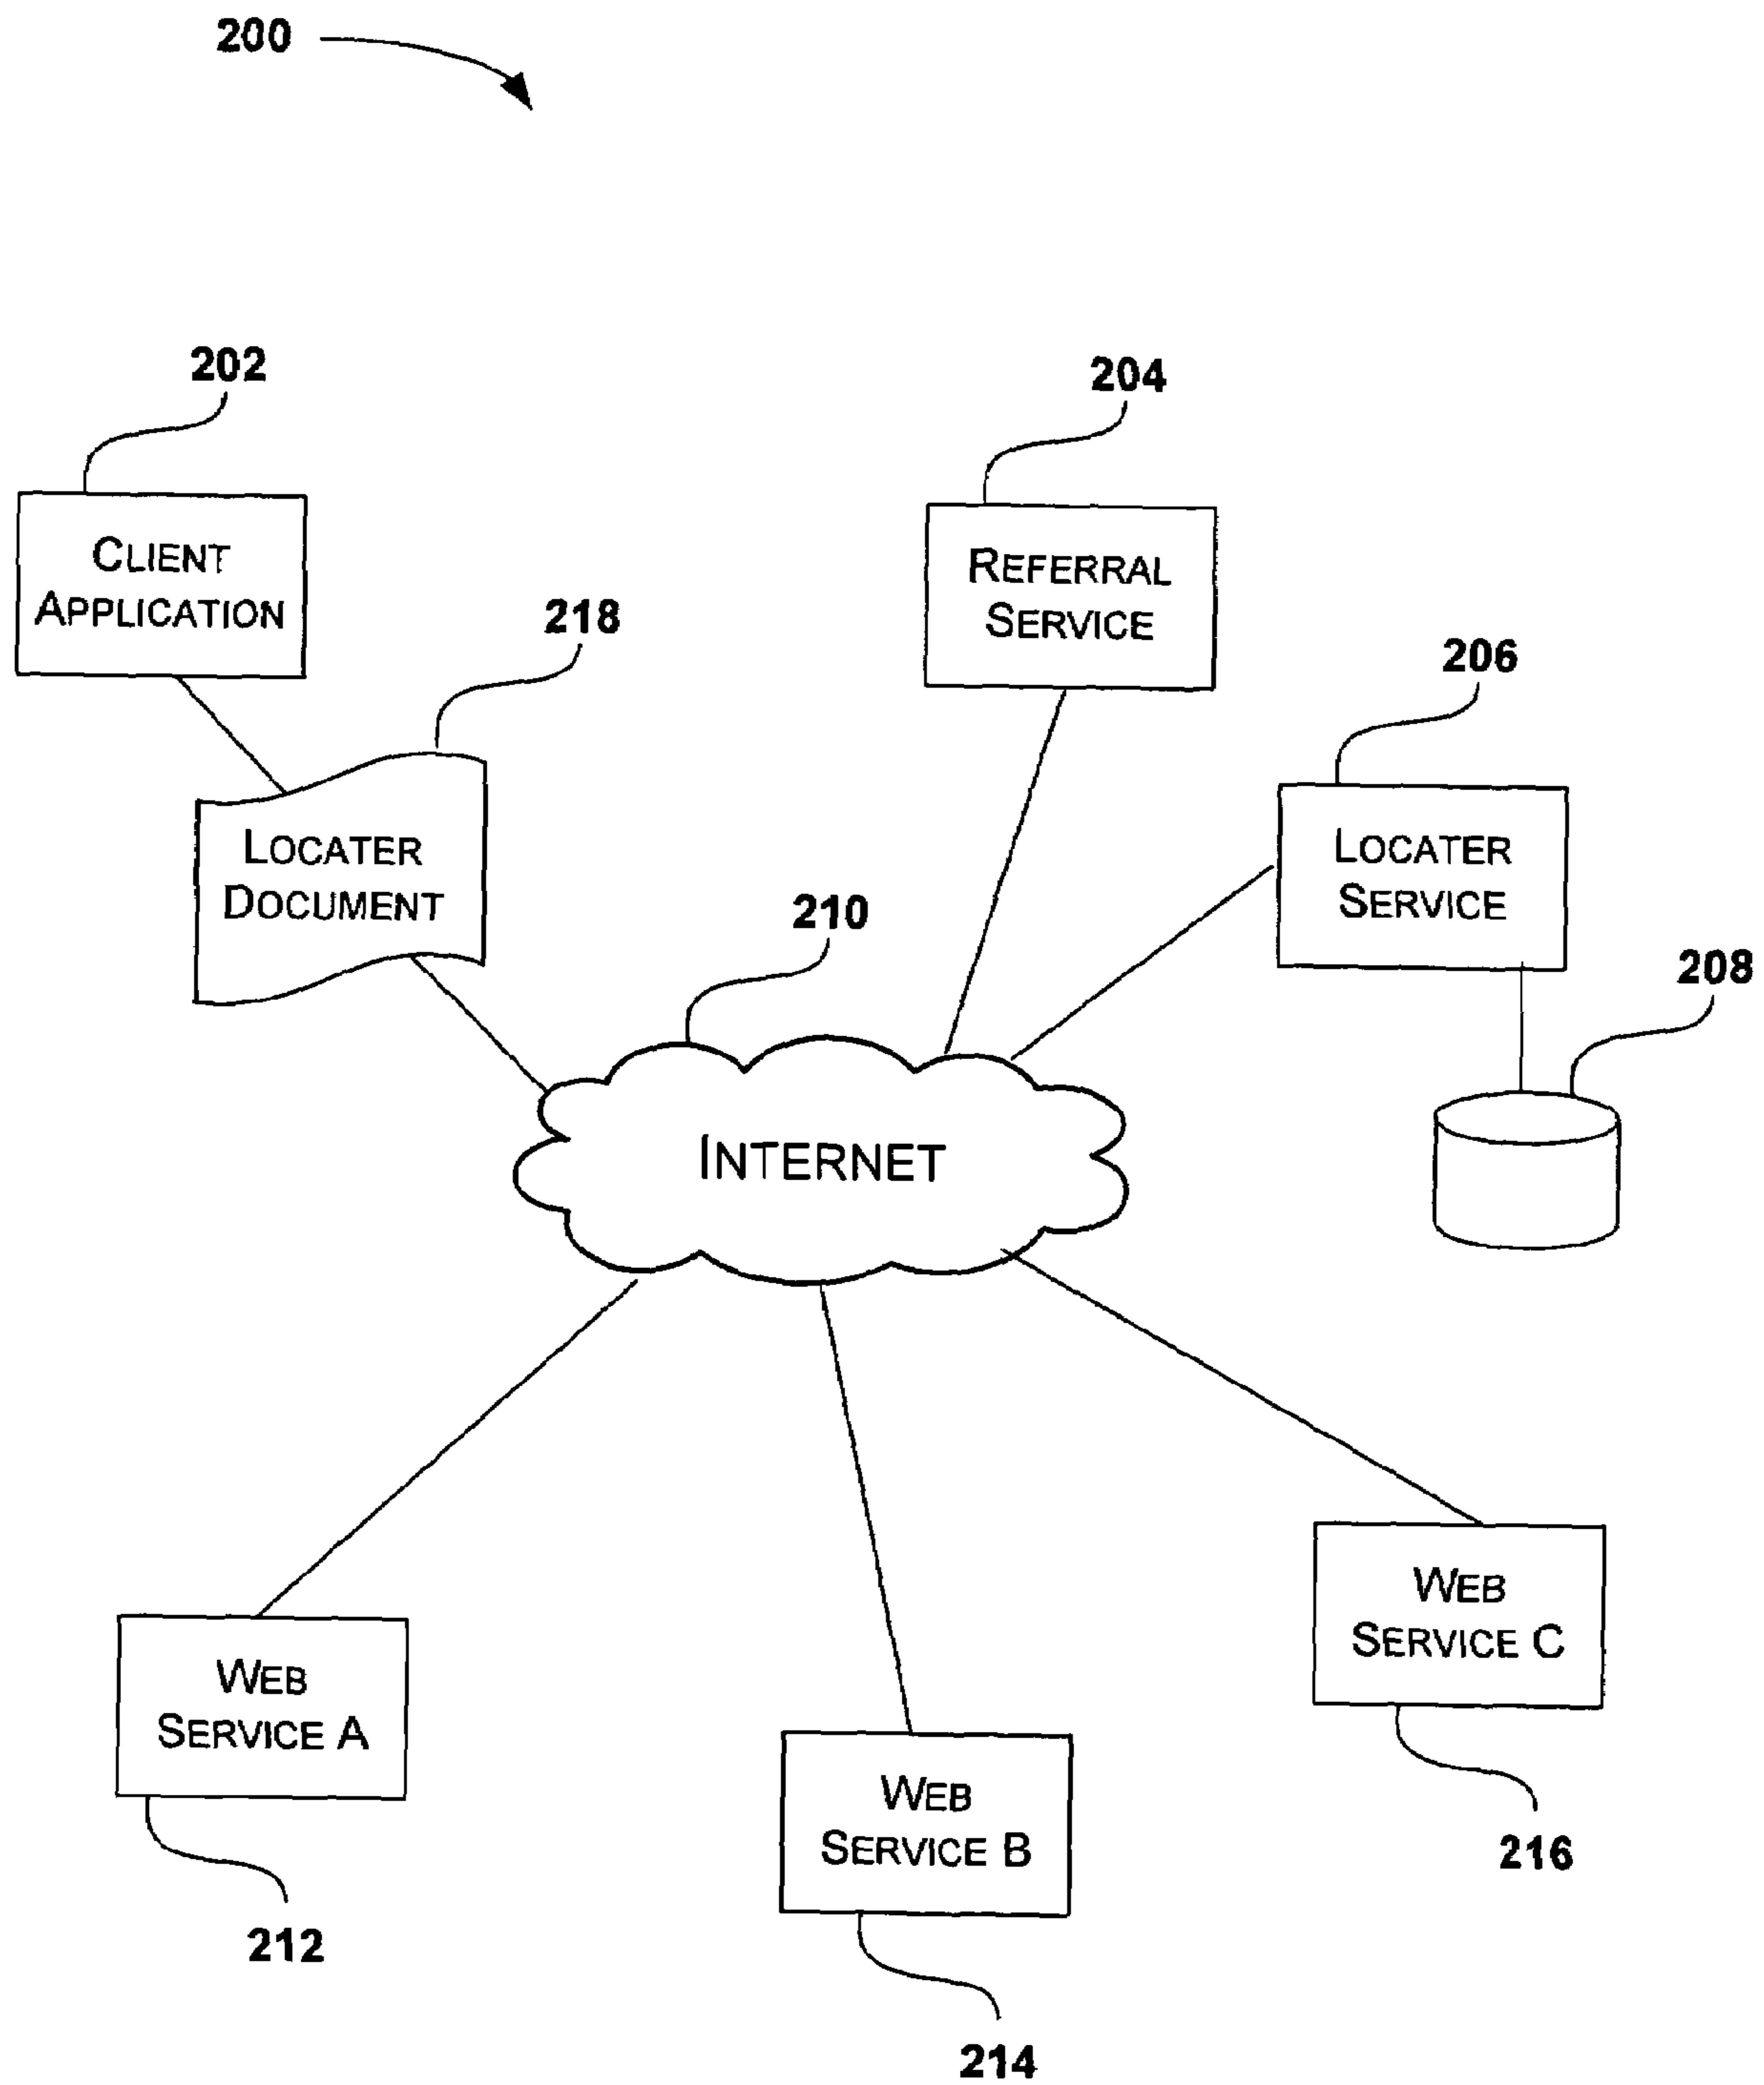 200
202
204
CLIENT
APPLICATION
REFERRAL
SERVICE
218
206
LOCATER
DOCUMENT
LOCATER
SERVICE
210
208
INTERNET
WEB
SERVICE A
WEB
SERVICE B
WEB
SERVICE C
212
214
216